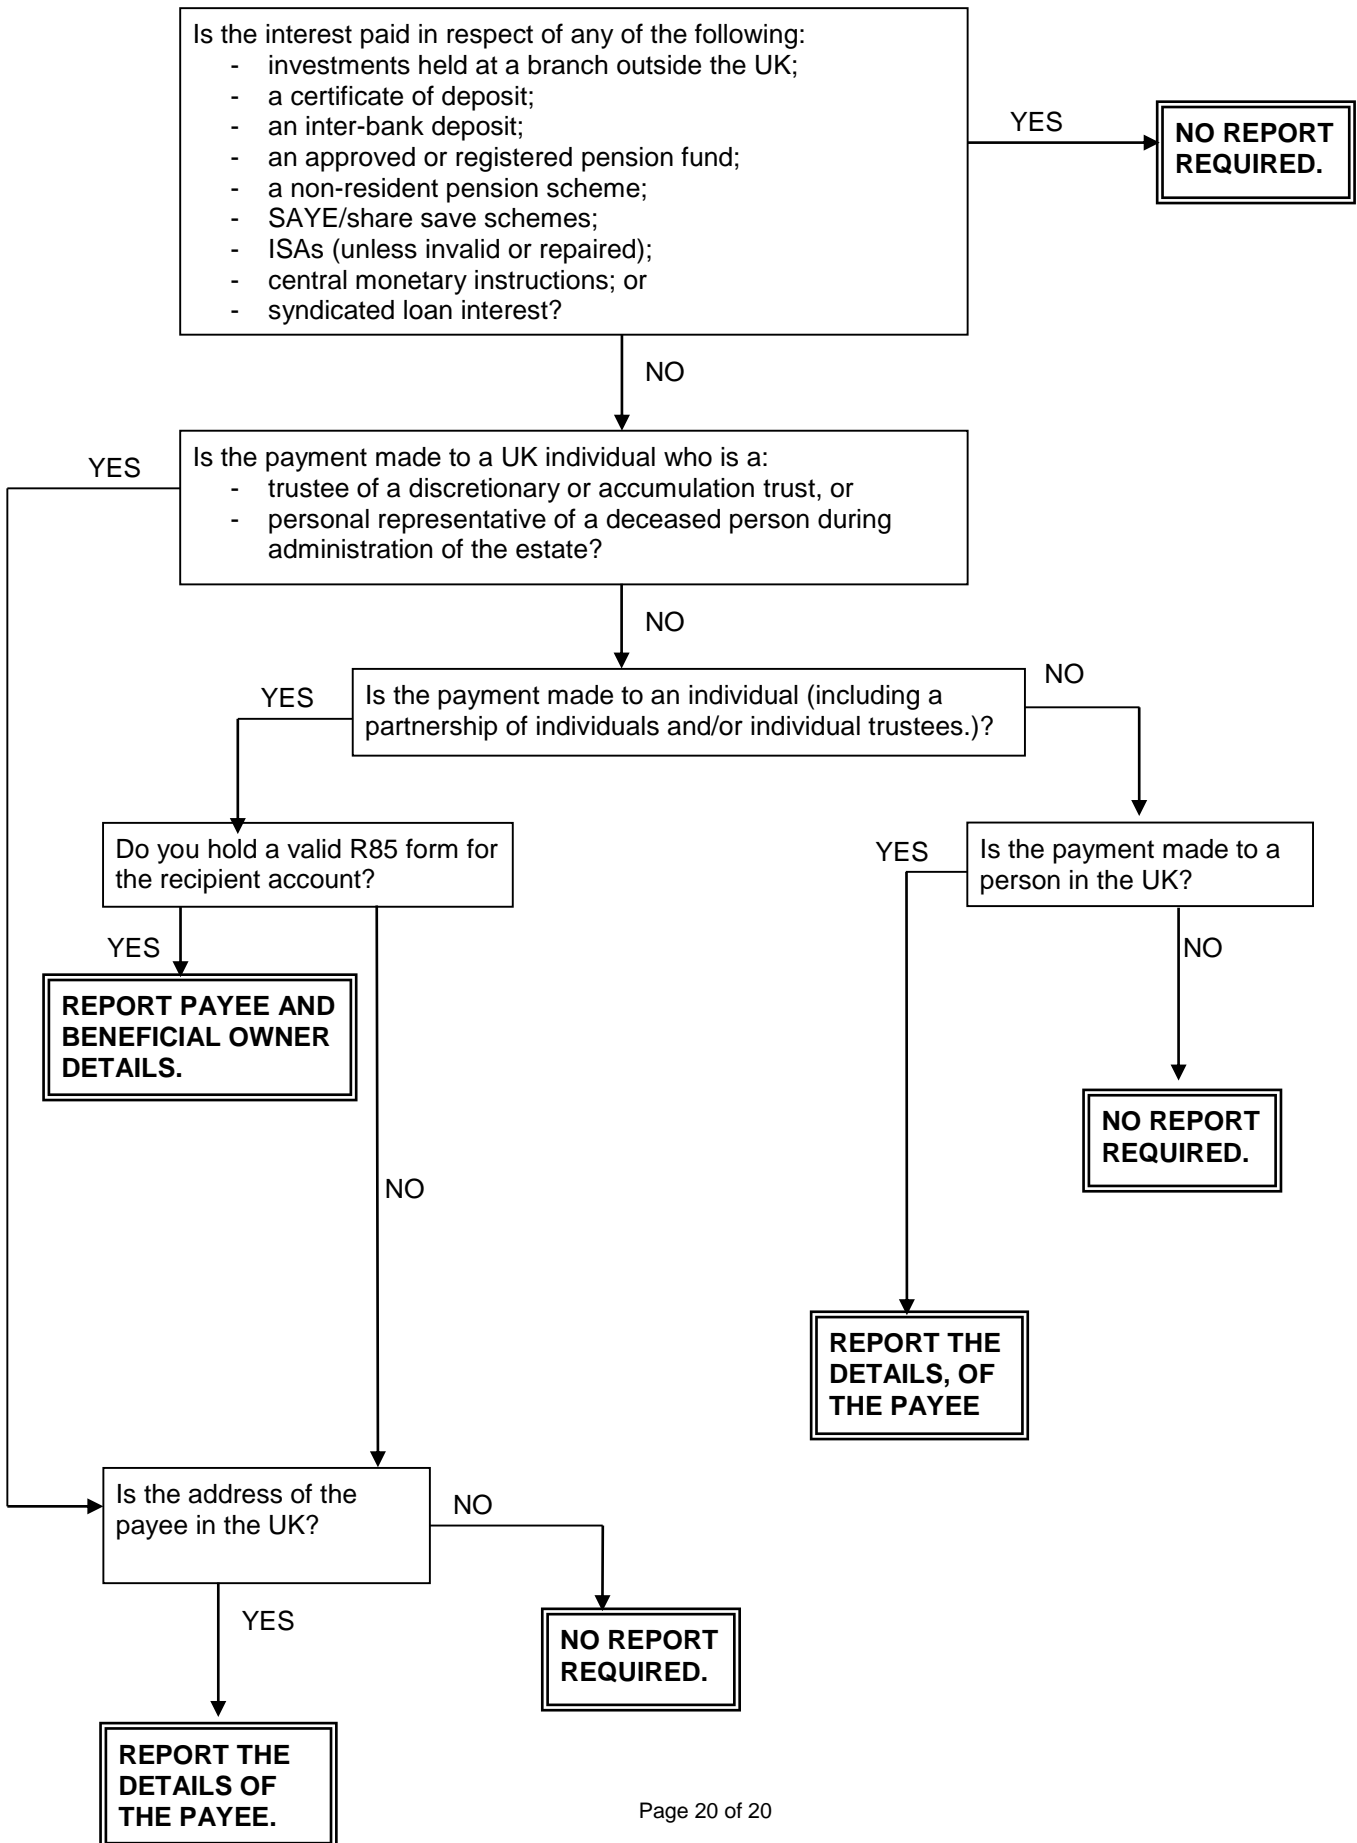 Is the interest paid in respect of any of the following:
- investments held at a branch outside the UK;
- a certificate of deposit;
- an inter-bank deposit;
- an approved or registered pension fund;
- a non-resident pension scheme;
- SAYE/share save schemes;
- ISAs (unless invalid or repaired);
- central monetary instructions; or
- syndicated loan interest?
YES
NO REPORT
REQUIRED.
NO
YES
Is the payment made to a UK individual who is a:
- trustee of a discretionary or accumulation trust, or
- personal representative of a deceased person during
administration of the estate?
NO
YES
Is the payment made to an individual (including a
partnership of individuals and/or individual trustees.)?
NO
Do you hold a valid R85 form for
the recipient account?
YES
Is the payment made to a
person in the UK?
YES
NO
REPORT PAYEE AND
BENEFICIAL OWNER
DETAILS.
NO REPORT
REQUIRED.
NO
REPORT THE
DETAILS, OF
THE PAYEE
Is the address of the
payee in the UK?
NO
YES
NO REPORT
REQUIRED.
REPORT THE
DETAILS OF
THE PAYEE.
Page 20 of 20